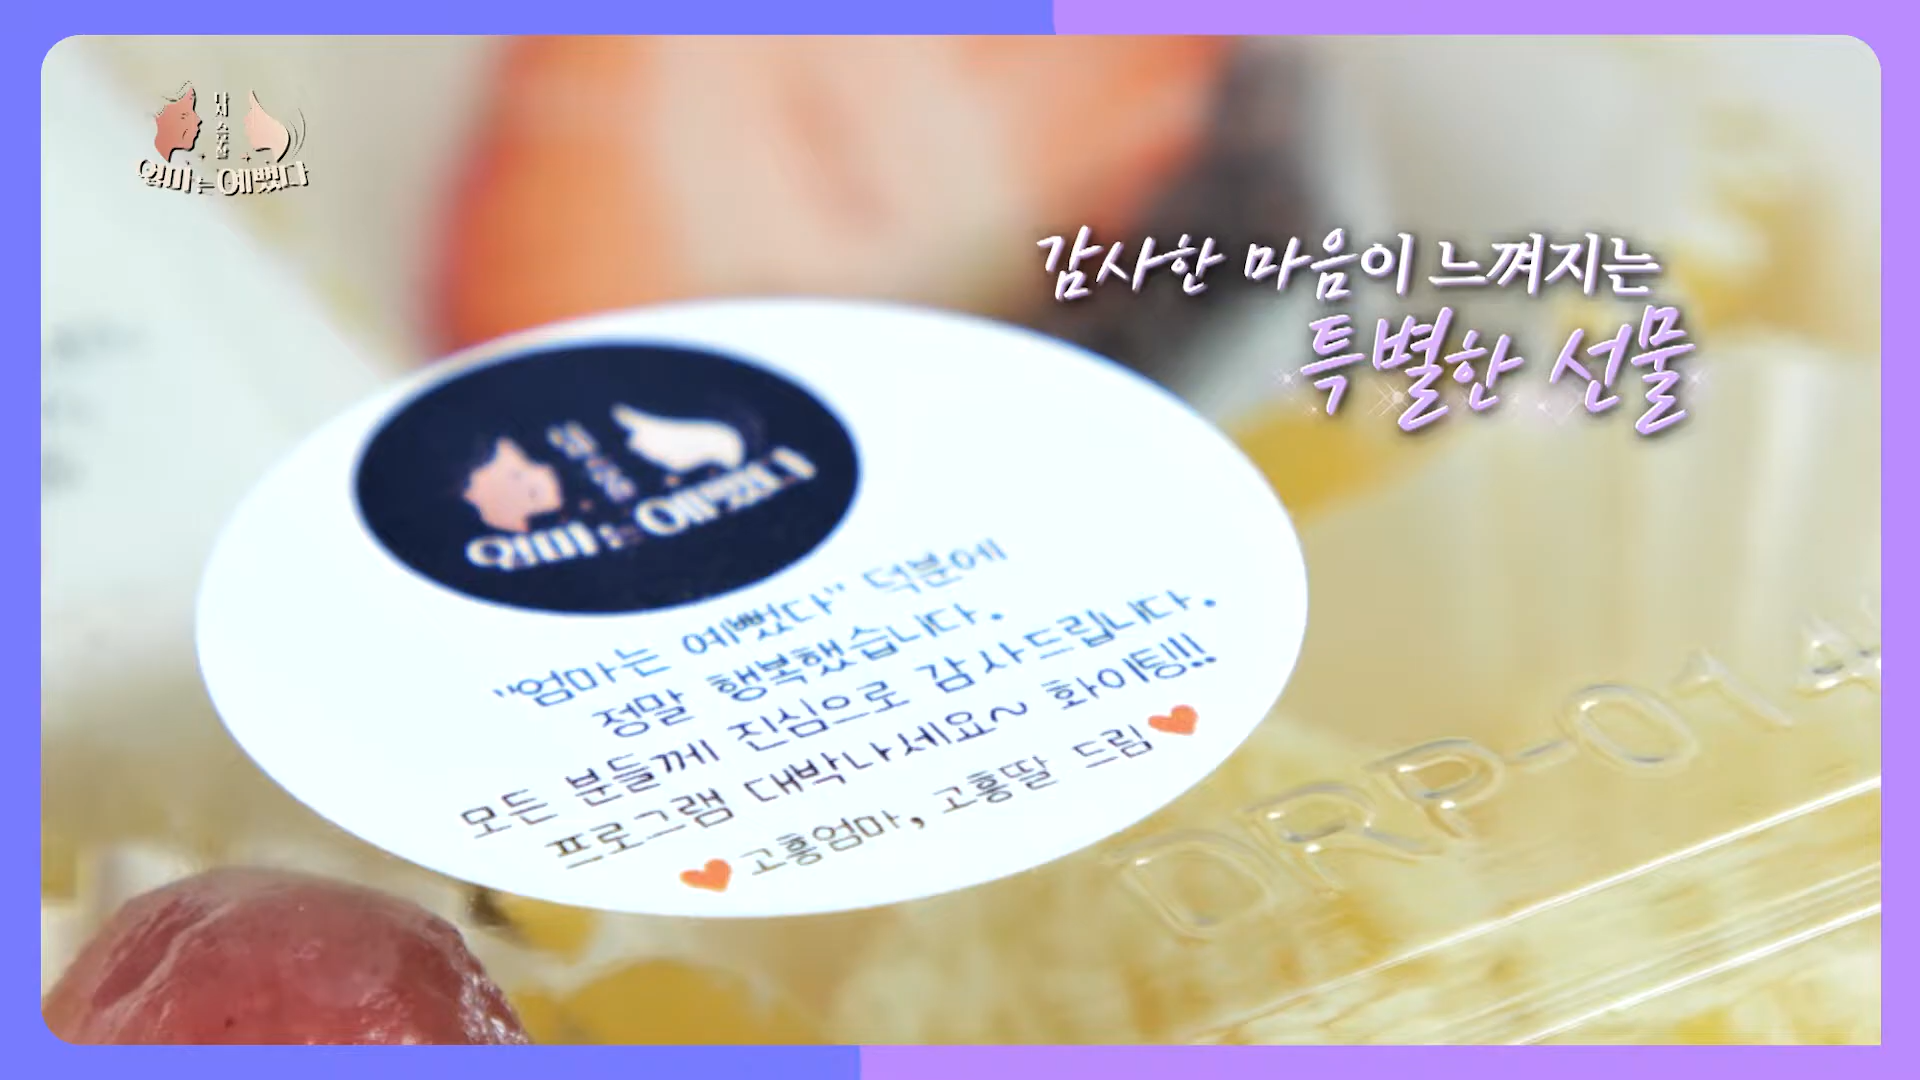 엄마는 예뻤다
감사한 마음이 느껴지는
특별한 선물
엄마는 예뻤다
"엄마는 예뻤다" 덕분에
정말 행복했습니다.
모든 분들께 진심으로 감사드립니다.
프로그램 대박나세요~ 화이팅!!
고흥엄마, 고흥딸 드림
DRP-014